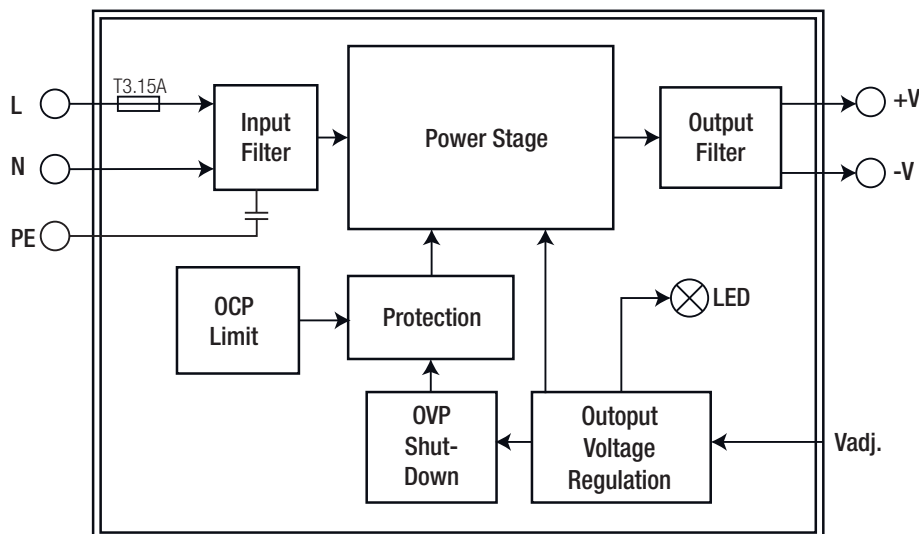 T3.15A
L
N
PE
Input
Filter
Power Stage
Output
Filter
+V
-V
OCP
Limit
Protection
LED
OVP
Shut-
Down
Outoput
Voltage
Regulation
Vadj.